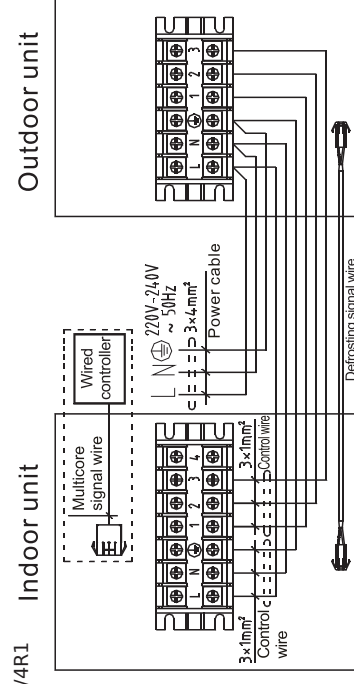 /4R1
Indoor unit
Outdoor unit
Multicore
signal wire
Wired
controller
L N 220V-240V
~ 50Hz
3×4mm²
Power cable
L N 1 2 3 4
L N 1 2 3
3×1mm²
Control
wire
3×1mm²
Control wire
Defrosting signal wire